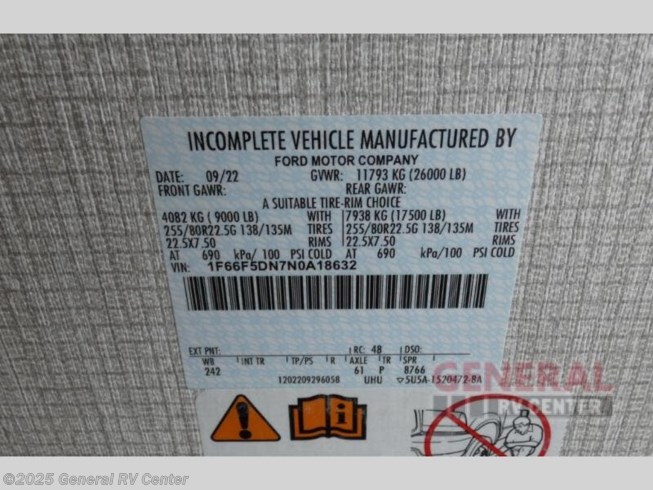 INCOMPLETE VEHICLE MANUFACTURED BY
FORD MOTOR COMPANY
DATE: 09/22 GVWR: 11793 KG (26000 LB)
FRONT GAWR: REAR GAWR:
A SUITABLE TIRE-RIM CHOICE
4082 KG ( 9000 LB) WITH 7938 KG (17500 LB) WITH
255/80R22.5G 138/135M TIRES 255/80R22.5G 138/135M TIRES
22.5X7.50 RIMS 22.5X7.50 RIMS
AT 690 kPa/ 100 PSI COLD AT 690 kPa/ 100 PSI COLD
VIN: 1F66F5DN7N0A18632
EXT PNT: RC: 48 DSO:
WB INT TR TP/PS R AXLE TR SPR
242 61 P 8766
1202209296058 UHU 5U5A-1520472-BA
GENERAL
RV CENTER
© 2025 General RV Center